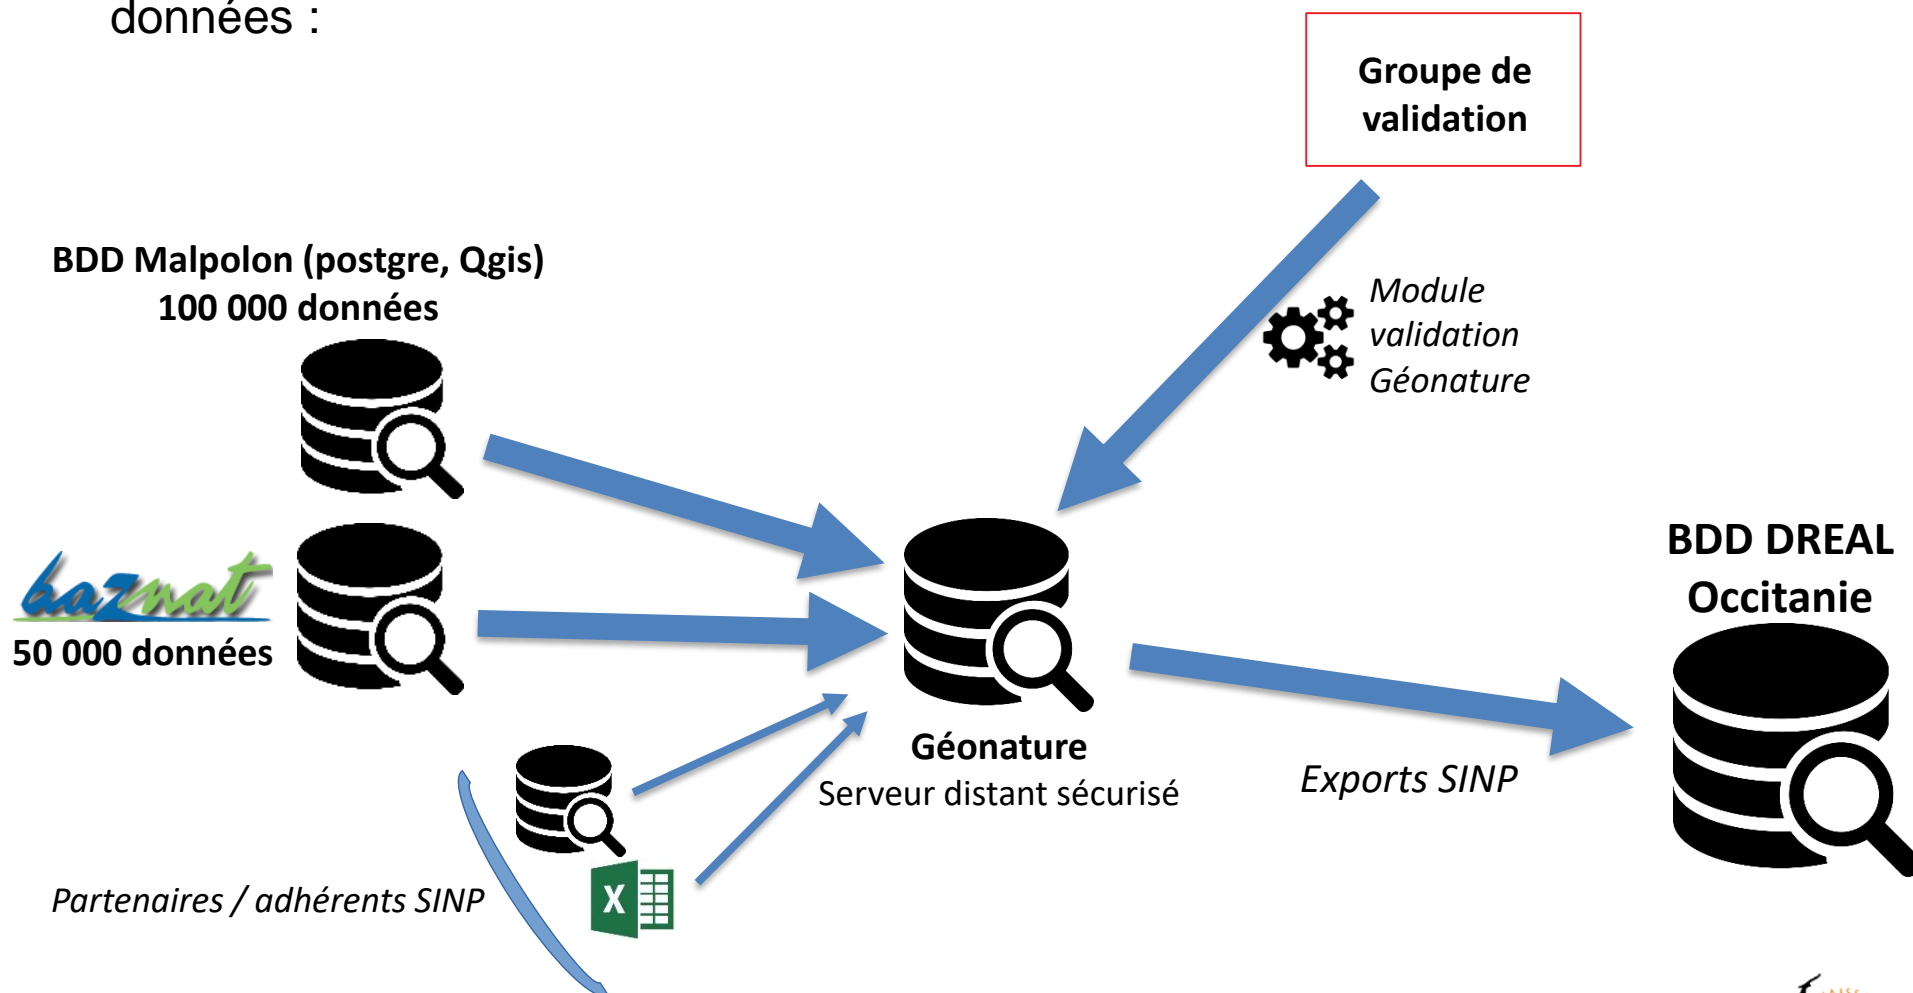 données :
Groupe de
validation
BDD Malpolon (postgre, Qgis)
100 000 données
Module
validation
Géonature
baznat
50 000 données
BDD DREAL
Occitanie
Géonature
Serveur distant sécurisé
Exports SINP
Partenaires / adhérents SINP
X